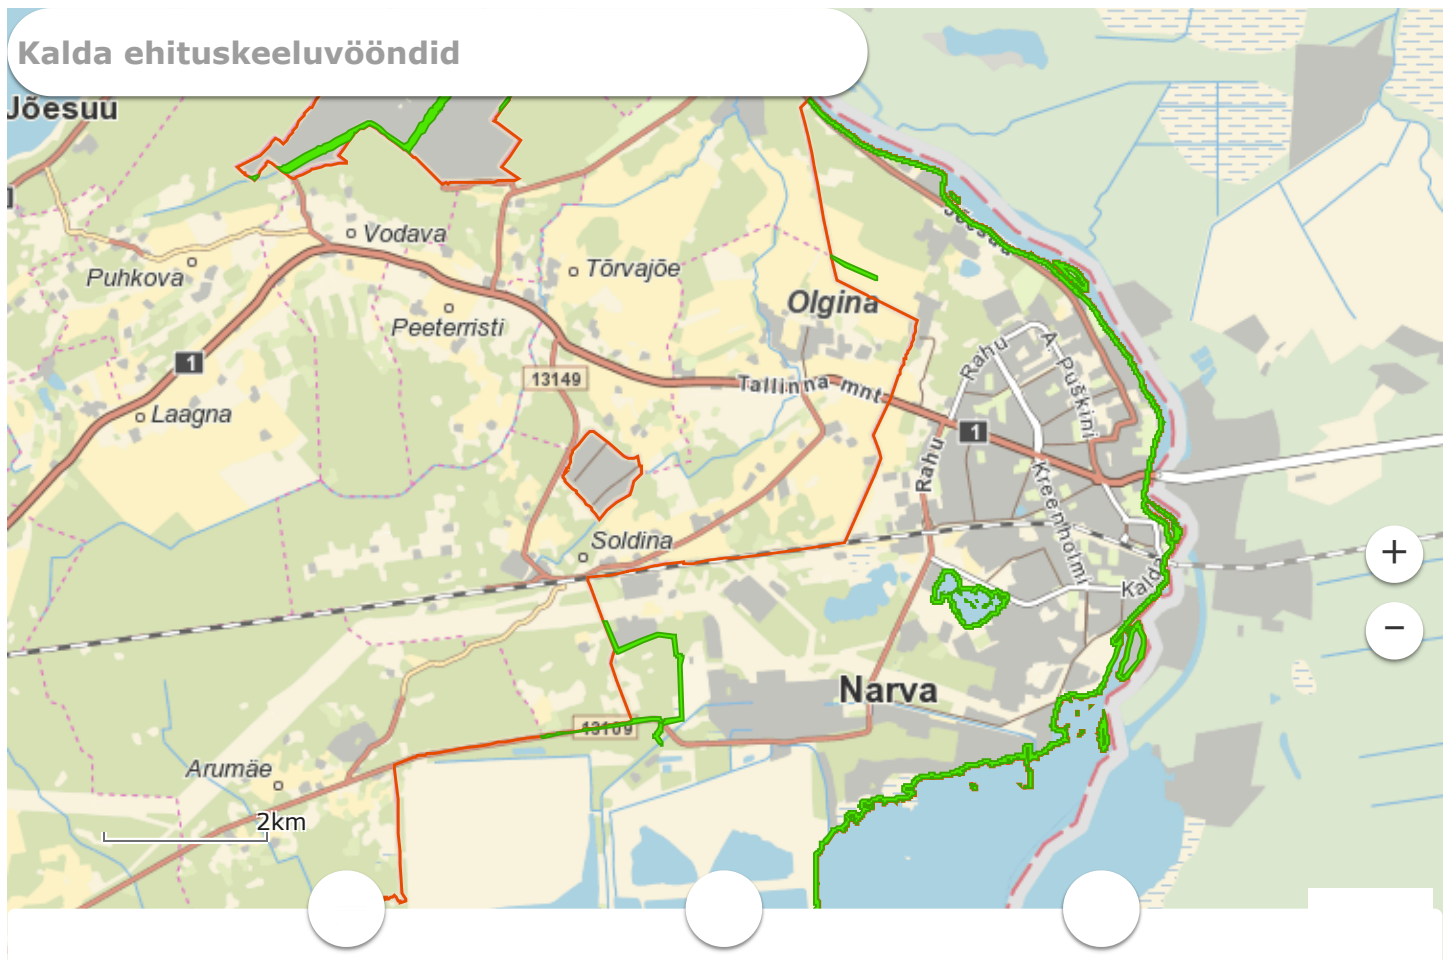 Kalda ehituskeeluvööndid
Jõesuu
Vodava
Puhkova
Tõrvajõe
Peeterristi
Olgina
1
13149
Tallinna mnt
Rahu
A. Puškini
Laagna
1
Rahu
Kreenholmi
Soldina
Kalda
Narva
13109
Arumäe
2km
+
−